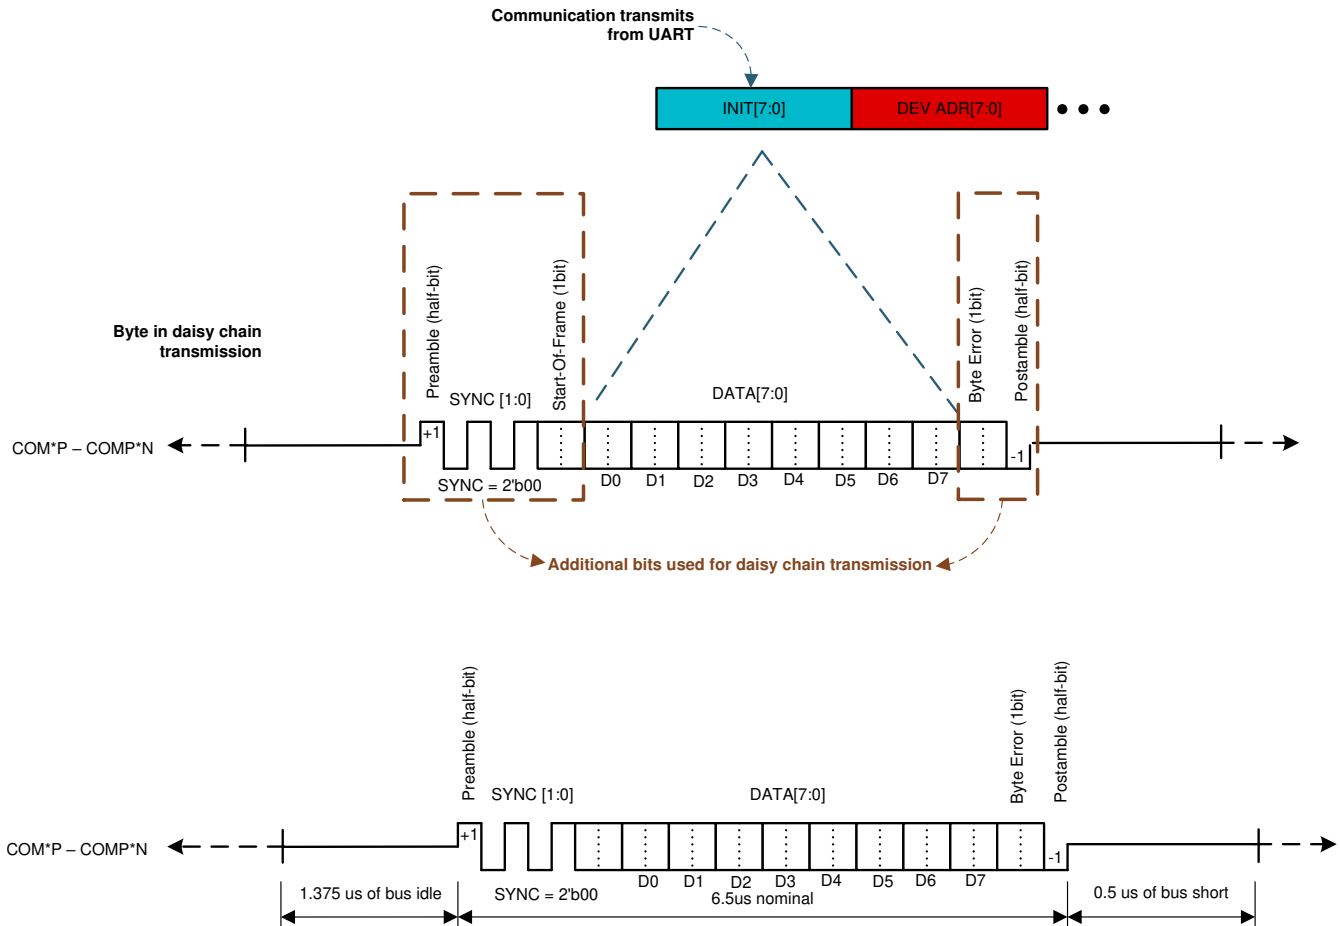 Communication transmits
from UART
INIT[7:0]
DEV ADR[7:0]
Byte in daisy chain
transmission
Preamble (half-bit)
SYNC [1:0]
Start-Of-Frame (1bit)
DATA[7:0]
Byte Error (1bit)
Postamble (half-bit)
COM*P – COMP*N
+1
-1
SYNC = 2'b00
D0
D1
D2
D3
D4
D5
D6
D7
Additional bits used for daisy chain transmission
Preamble (half-bit)
SYNC [1:0]
DATA[7:0]
Byte Error (1bit)
Postamble (half-bit)
COM*P – COMP*N
+1
-1
D0
D1
D2
D3
D4
D5
D6
D7
1.375 us of bus idle
SYNC = 2'b00
6.5us nominal
0.5 us of bus short